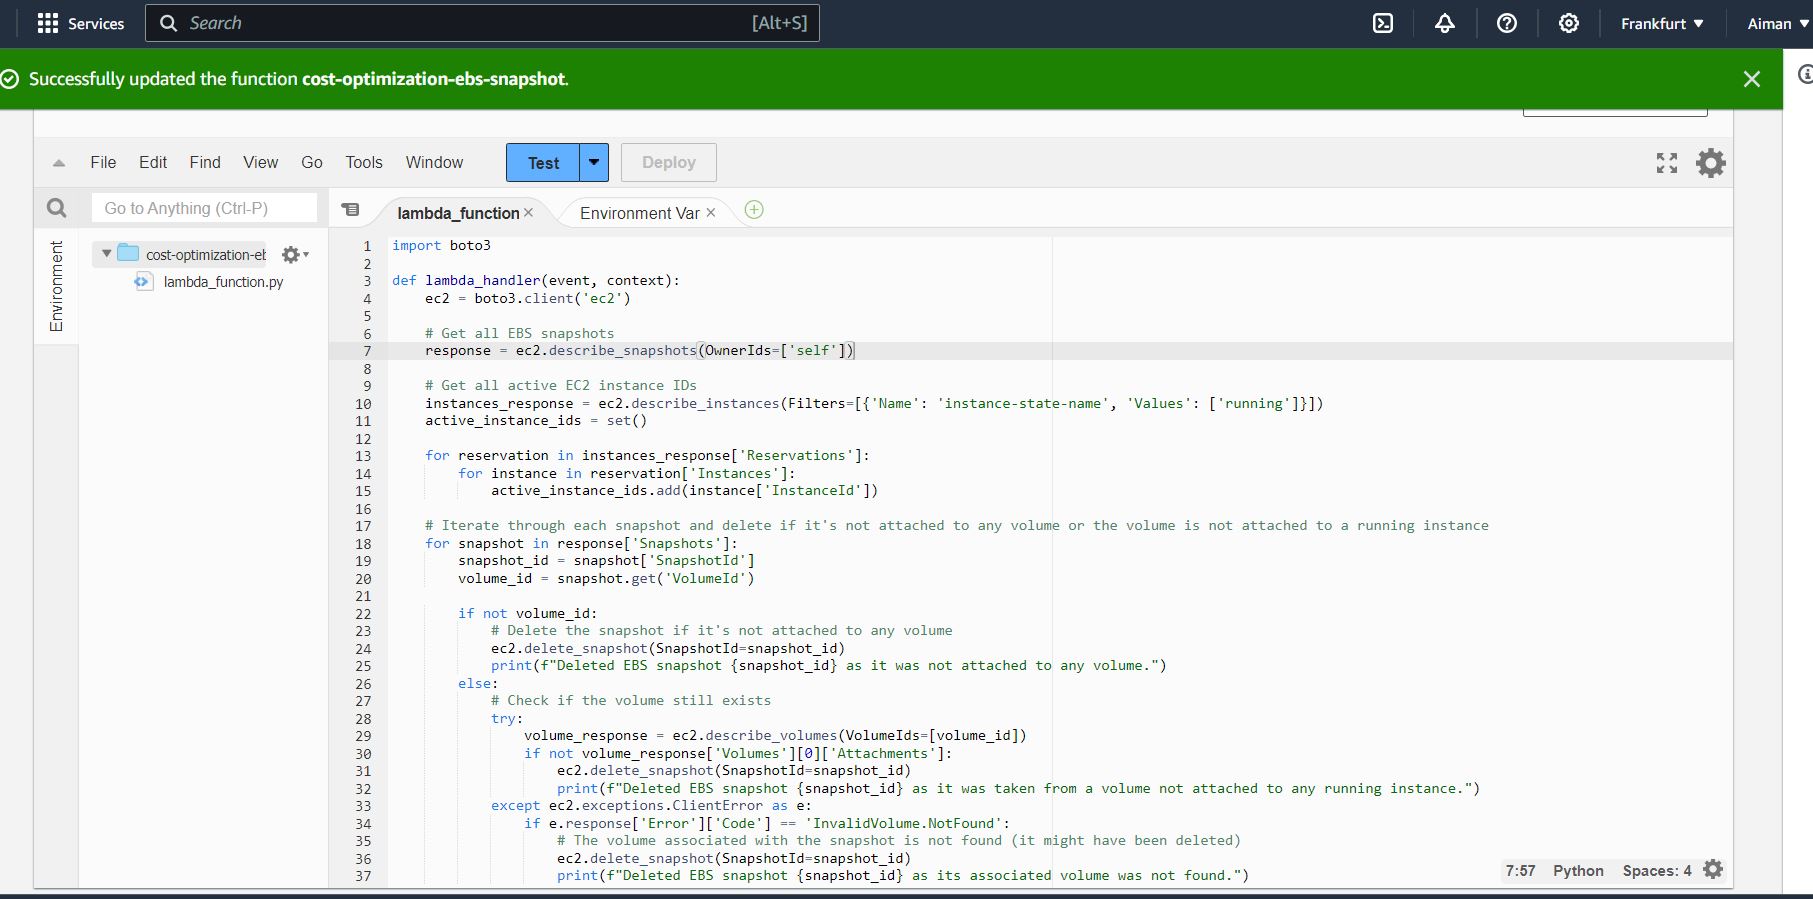 Services
Search
[Alt+S]
Frankfurt
Aiman
Successfully updated the function cost-optimization-ebs-snapshot.
File Edit Find View Go Tools Window
Test
Deploy
Go to Anything (Ctrl-P)
lambda_function
Environment Var
Environment
cost-optimization-eb
lambda_function.py
1 import boto3
2
3 def lambda_handler(event, context):
4     ec2 = boto3.client('ec2')
5
6     # Get all EBS snapshots
7     response = ec2.describe_snapshots(OwnerIds=['self'])
8
9     # Get all active EC2 instance IDs
10     instances_response = ec2.describe_instances(Filters=[{'Name': 'instance-state-name', 'Values': ['running']}])
11     active_instance_ids = set()
12
13     for reservation in instances_response['Reservations']:
14         for instance in reservation['Instances']:
15             active_instance_ids.add(instance['InstanceId'])
16
17     # Iterate through each snapshot and delete if it's not attached to any volume or the volume is not attached to a running instance
18     for snapshot in response['Snapshots']:
19         snapshot_id = snapshot['SnapshotId']
20         volume_id = snapshot.get('VolumeId')
21
22         if not volume_id:
23             # Delete the snapshot if it's not attached to any volume
24             ec2.delete_snapshot(SnapshotId=snapshot_id)
25             print(f"Deleted EBS snapshot {snapshot_id} as it was not attached to any volume.")
26         else:
27             # Check if the volume still exists
28             try:
29                 volume_response = ec2.describe_volumes(VolumeIds=[volume_id])
30                 if not volume_response['Volumes'][0]['Attachments']:
31                     ec2.delete_snapshot(SnapshotId=snapshot_id)
32                     print(f"Deleted EBS snapshot {snapshot_id} as it was taken from a volume not attached to any running instance.")
33             except ec2.exceptions.ClientError as e:
34                 if e.response['Error']['Code'] == 'InvalidVolume.NotFound':
35                     # The volume associated with the snapshot is not found (it might have been deleted)
36                     ec2.delete_snapshot(SnapshotId=snapshot_id)
37                     print(f"Deleted EBS snapshot {snapshot_id} as its associated volume was not found.")
7:57 Python Spaces: 4